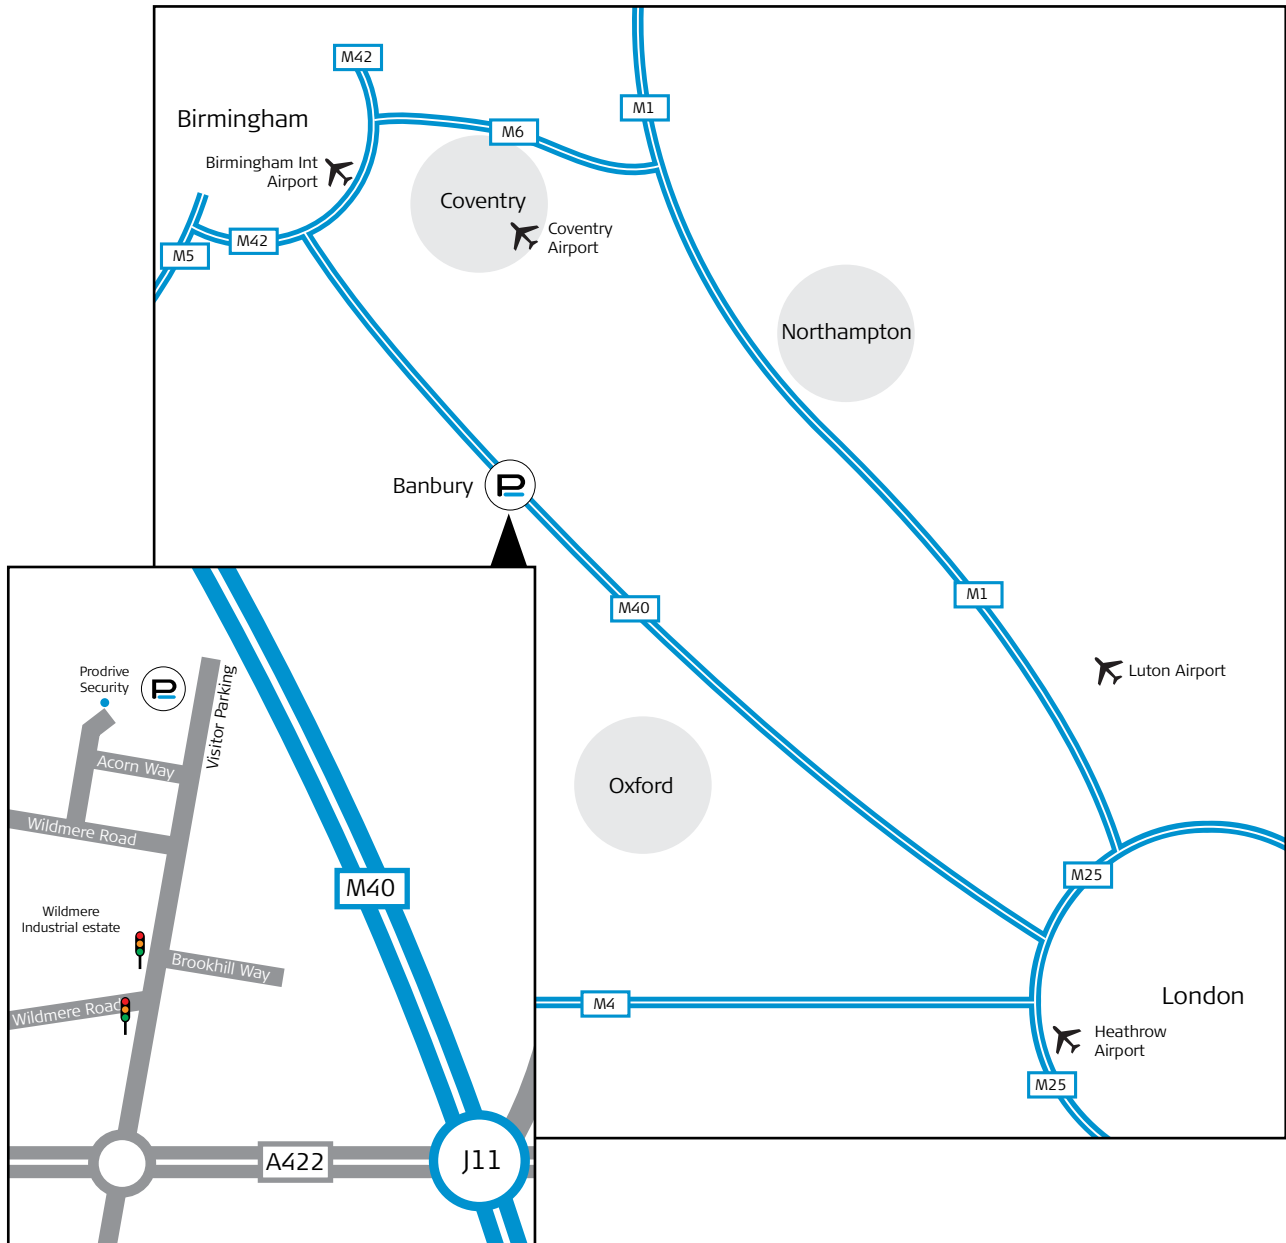 M42
M1
Birmingham
M6
Birmingham Int
Airport
Coventry
Coventry
Airport
M42
M5
Northampton
Banbury
M40
M1
Luton Airport
Oxford
M25
M4
London
Heathrow
Airport
M25
Prodrive
Security
Visitor Parking
Acorn Way
Wildmere Road
M40
Wildmere
Industrial estate
Brookhill Way
Wildmere Road
A422
J11